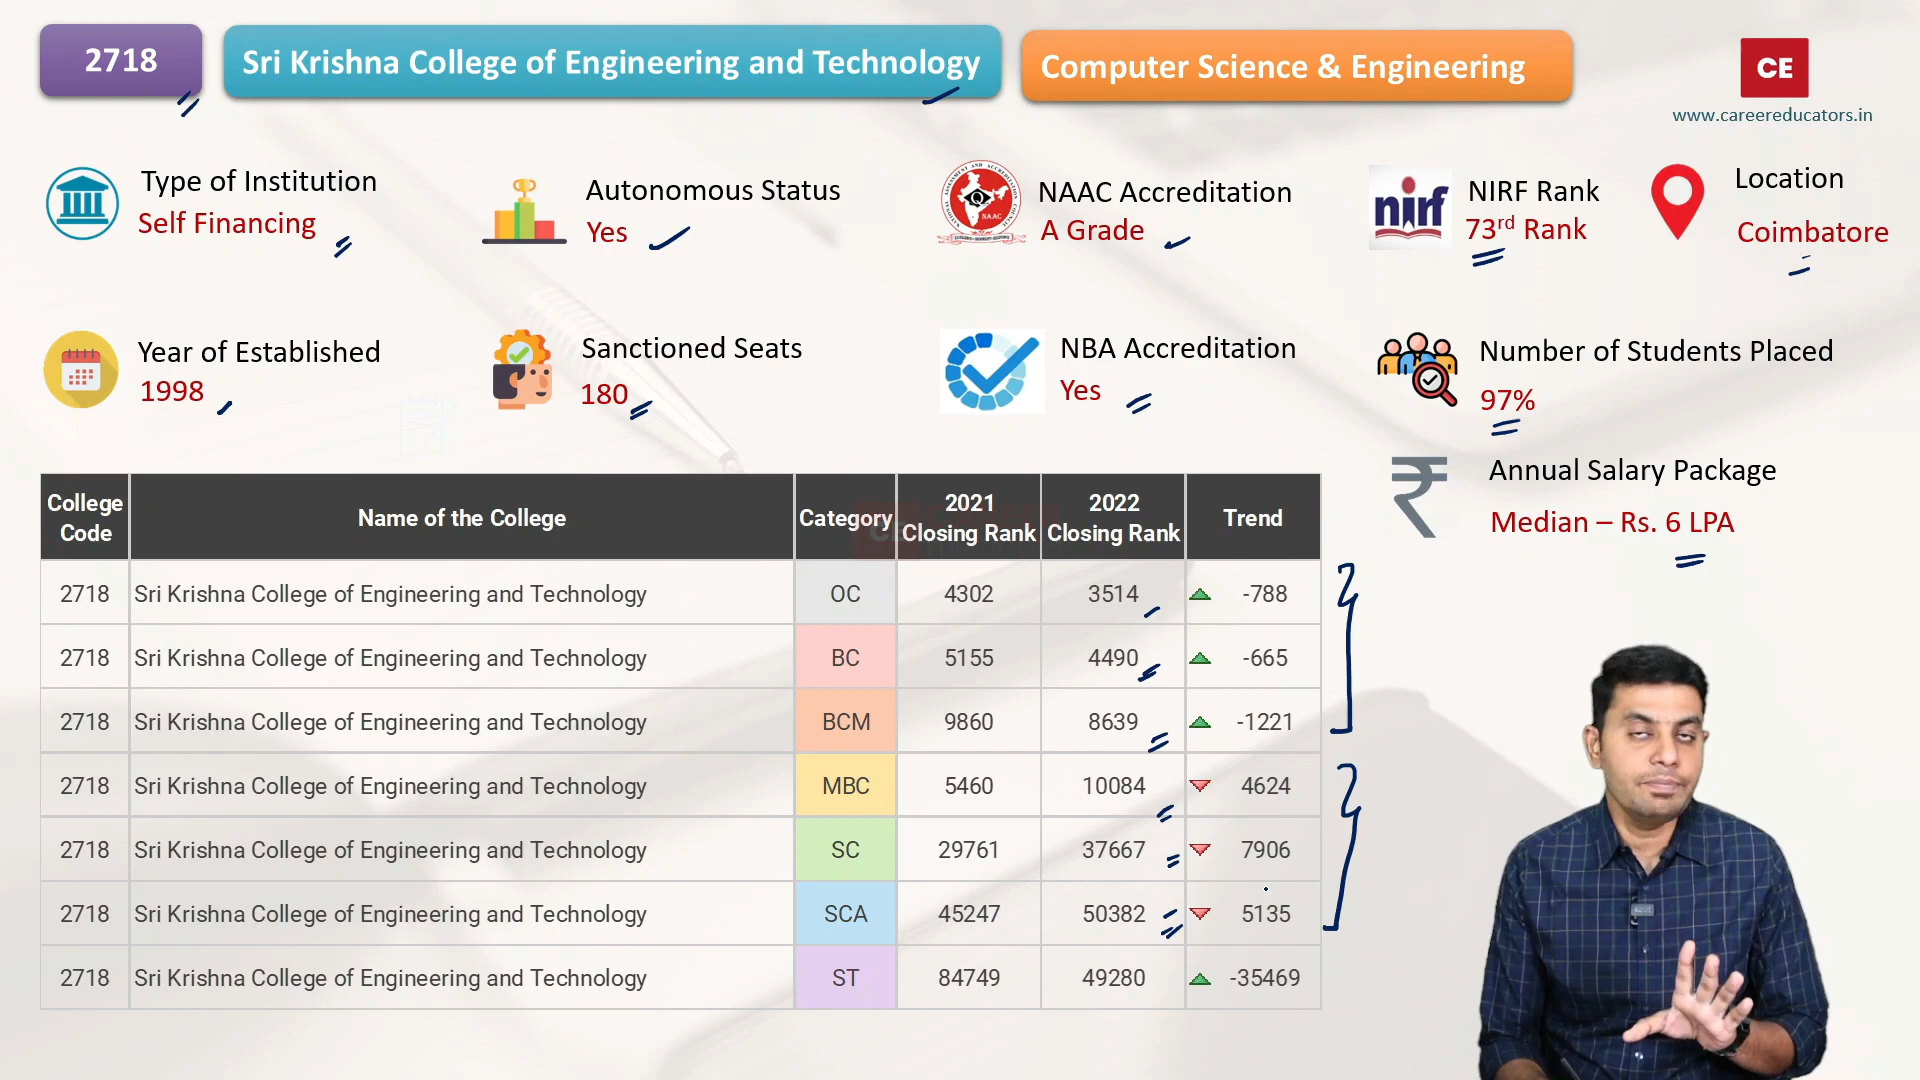 2718
Sri Krishna College of Engineering and Technology
Computer Science & Engineering
CE
www.careereducators.in
Type of Institution
Self Financing
Autonomous Status
Yes
NAAC
NAAC Accreditation
A Grade
nirf
NIRF Rank
73rd Rank
Location
Coimbatore
Year of Established
1998
Sanctioned Seats
180
NBA Accreditation
Yes
Number of Students Placed
97%
Annual Salary Package
Median – Rs. 6 LPA
College Code Name of the College Category 2021 Closing Rank 2022 Closing Rank Trend
2718 Sri Krishna College of Engineering and Technology OC 4302 3514 -788
2718 Sri Krishna College of Engineering and Technology BC 5155 4490 -665
2718 Sri Krishna College of Engineering and Technology BCM 9860 8639 -1221
2718 Sri Krishna College of Engineering and Technology MBC 5460 10084 4624
2718 Sri Krishna College of Engineering and Technology SC 29761 37667 7906
2718 Sri Krishna College of Engineering and Technology SCA 45247 50382 5135
2718 Sri Krishna College of Engineering and Technology ST 84749 49280 -35469